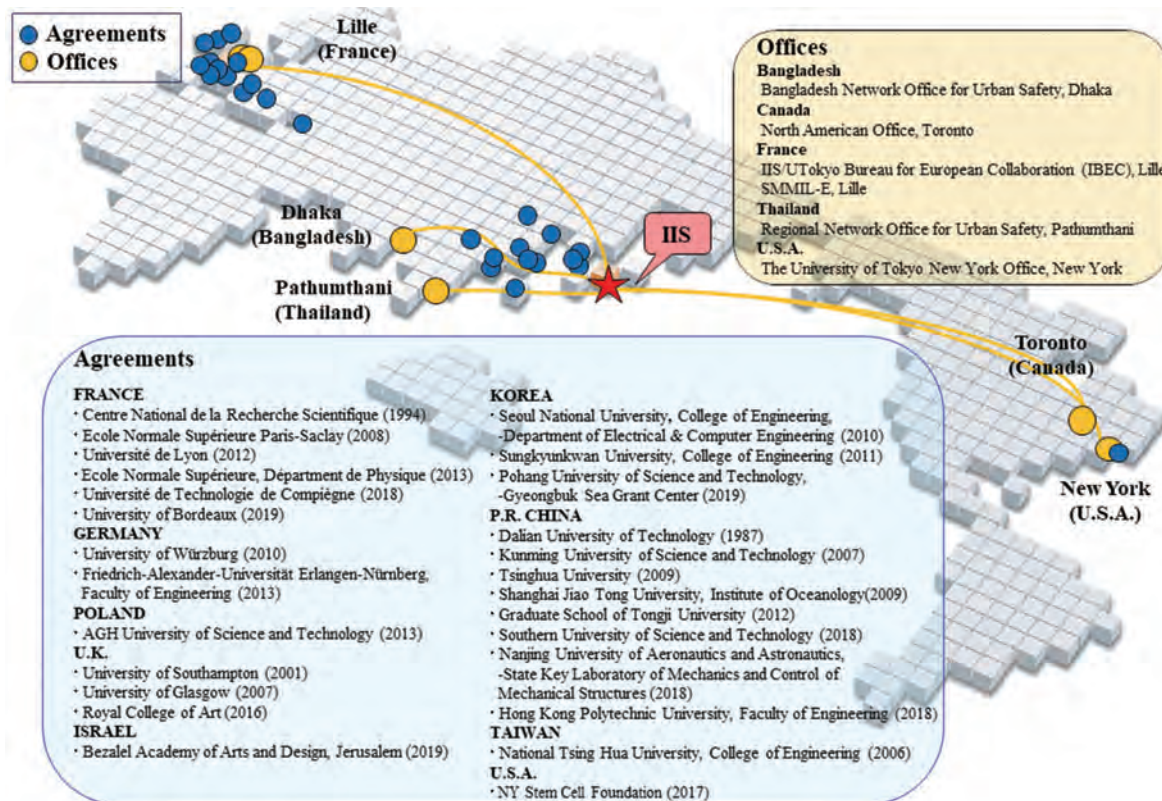 Agreements
Offices
Lille
(France)
Dhaka
(Bangladesh)
Pathumthani
(Thailand)
IIS
Toronto
(Canada)
New York
(U.S.A.)
Offices
Bangladesh
Bangladesh Network Office for Urban Safety, Dhaka
Canada
North American Office, Toronto
France
IIS/UTokyo Bureau for European Collaboration (IBEC), Lille
SMMIL-E, Lille
Thailand
Regional Network Office for Urban Safety, Pathumthani
U.S.A.
The University of Tokyo New York Office, New York
Agreements
FRANCE
・Centre National de la Recherche Scientifique (1994)
・Ecole Normale Supérieure Paris-Saclay (2008)
・Université de Lyon (2012)
・Ecole Normale Supérieure, Départment de Physique (2013)
・Université de Technologie de Compiègne (2018)
・University of Bordeaux (2019)
GERMANY
・University of Würzburg (2010)
・Friedrich-Alexander-Universität Erlangen-Nürnberg,
Faculty of Engineering (2013)
POLAND
・AGH University of Science and Technology (2013)
U.K.
・University of Southampton (2001)
・University of Glasgow (2007)
・Royal College of Art (2016)
ISRAEL
・Bezalel Academy of Arts and Design, Jerusalem (2019)
KOREA
・Seoul National University, College of Engineering,
-Department of Electrical & Computer Engineering (2010)
・Sungkyunkwan University, College of Engineering (2011)
・Pohang University of Science and Technology,
-Gyeongbuk Sea Grant Center (2019)
P.R. CHINA
・Dalian University of Technology (1987)
・Kunming University of Science and Technology (2007)
・Tsinghua University (2009)
・Shanghai Jiao Tong University, Institute of Oceanology(2009)
・Graduate School of Tongji University (2012)
・Southern University of Science and Technology (2018)
・Nanjing University of Aeronautics and Astronautics,
-State Key Laboratory of Mechanics and Control of
Mechanical Structures (2018)
・Hong Kong Polytechnic University, Faculty of Engineering (2018)
TAIWAN
・National Tsing Hua University, College of Engineering (2006)
U.S.A.
・NY Stem Cell Foundation (2017)